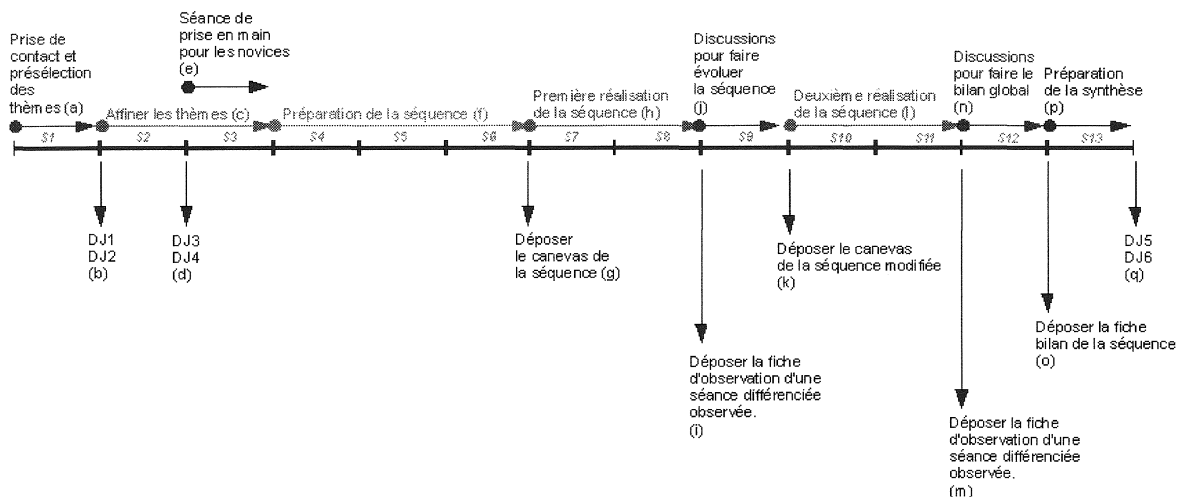 Prise de
contact et
présélection
des
thèmes (a)
Séance de
prise en main
pour les novices
(e)
Affiner les thèmes (c)
Préparation de la séquence (f)
Première réalisation
de la séquence (h)
Discussions
pour faire
évoluer
la séquence
(j)
Deuxième réalisation
de la séquence (l)
Discussions
pour faire le
bilan global
(n)
Préparation
de la synthèse
(p)
S1
S2
S3
S4
S5
S6
S7
S8
S9
S10
S11
S12
S13
DJ1
DJ2
(b)
DJ3
DJ4
(d)
Déposer
le canevas de
la séquence (g)
Déposer la fiche
d'observation d'une
séance différenciée
observée.
(i)
Déposer le canevas
de la séquence modifiée
(k)
Déposer la fiche
d'observation d'une
séance différenciée
observée.
(m)
Déposer la fiche
bilan de la séquence
(o)
DJ5
DJ6
(q)